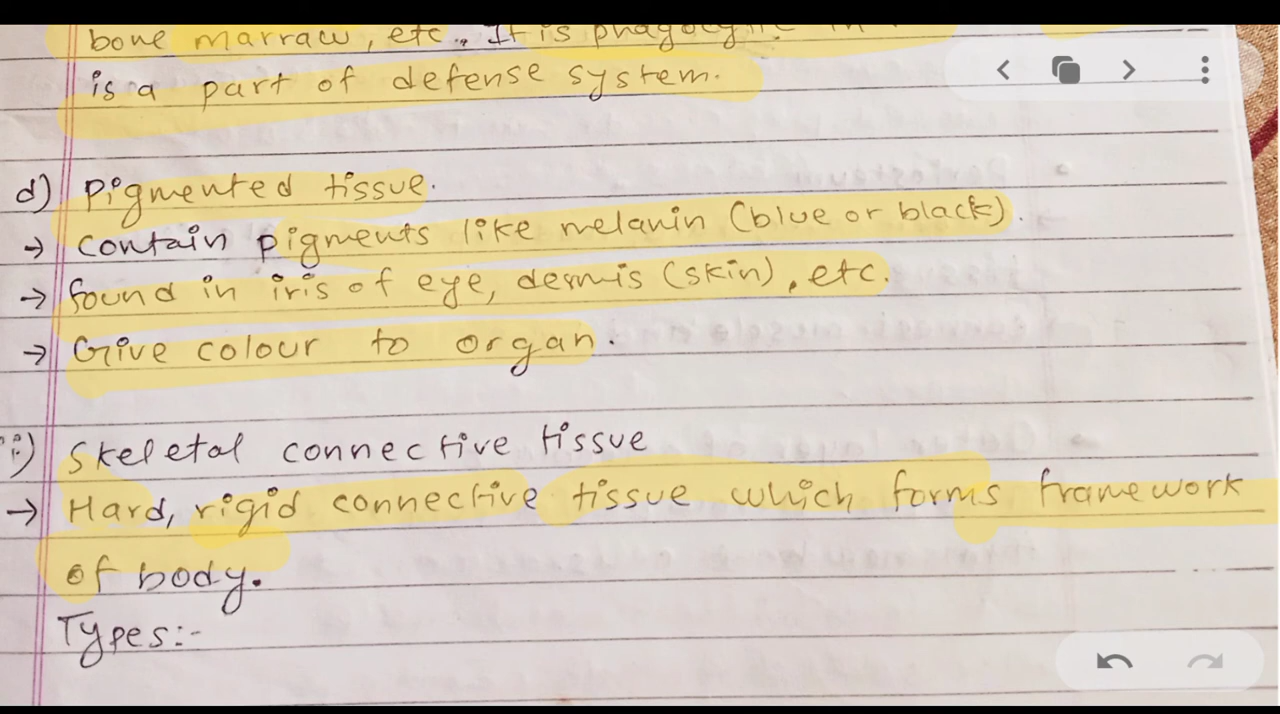 bone marraw, etc. It is phagocytic in
is a part of defense system.
d) Pigmented tissue.
→ contain pigments like melanin (blue or black).
→ found in iris of eye, dermis (skin), etc.
→ Give colour to organ.
ii) Skeletal connective tissue
→ Hard, rigid connective tissue which forms framework
of body.
Types:-